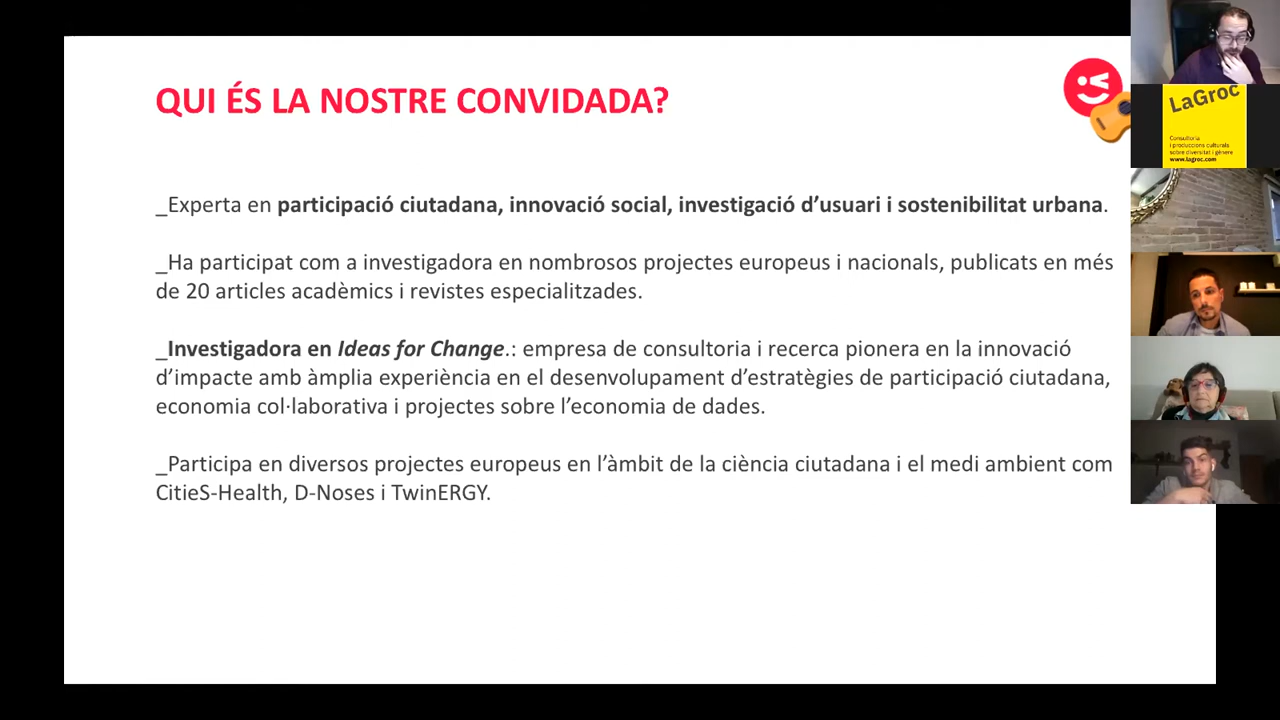 QUI ÉS LA NOSTRE CONVIDADA?
_Experta en participació ciutadana, innovació social, investigació d’usuari i sostenibilitat urbana.
_Ha participat com a investigadora en nombrosos projectes europeus i nacionals, publicats en més
de 20 articles acadèmics i revistes especialitzades.
_Investigadora en Ideas for Change.: empresa de consultoria i recerca pionera en la innovació
d’impacte amb àmplia experiència en el desenvolupament d’estratègies de participació ciutadana,
economia col·laborativa i projectes sobre l’economia de dades.
_Participa en diversos projectes europeus en l’àmbit de la ciència ciutadana i el medi ambient com
CitieS-Health, D-Noses i TwinERGY.
LaGroc
Consultoria
i produccions culturals
sobre diversitat i gènere
www.lagroc.com